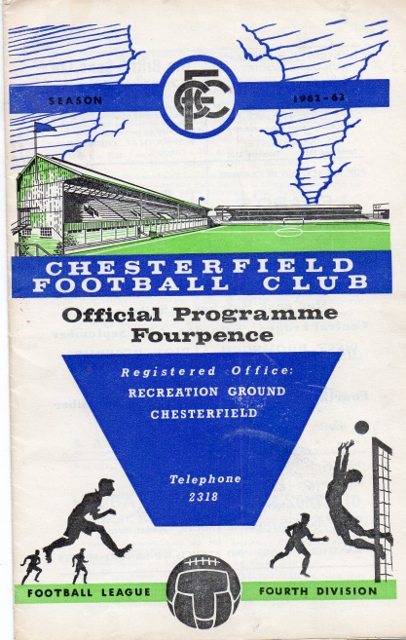 SEASON 1962-63
CFC
CHESTERFIELD
FOOTBALL CLUB
Official Programme
Fourpence
Registered Office:
RECREATION GROUND
CHESTERFIELD
Telephone
2318
FOOTBALL LEAGUE FOURTH DIVISION